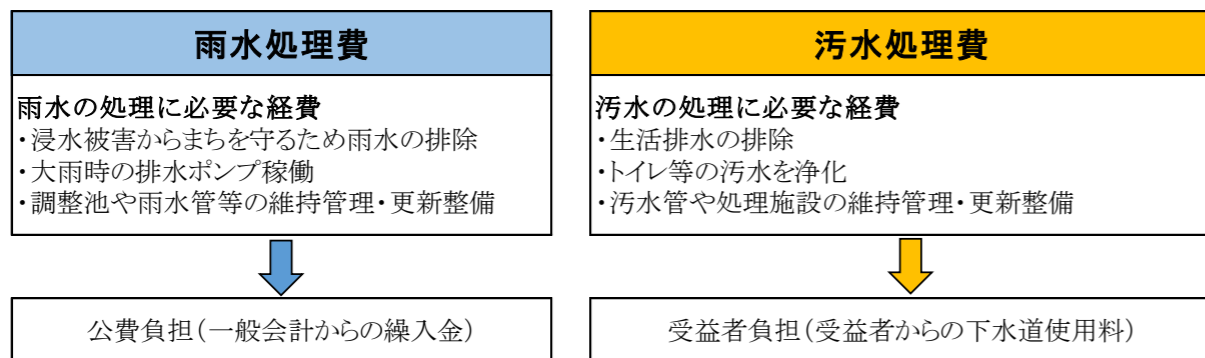 雨水処理費
雨水の処理に必要な経費
・浸水被害からまちを守るため雨水の排除
・大雨時の排水ポンプ稼働
・調整池や雨水管等の維持管理・更新整備
公費負担(一般会計からの繰入金)
汚水処理費
汚水の処理に必要な経費
・生活排水の排除
・トイレ等の汚水を浄化
・汚水管や処理施設の維持管理・更新整備
受益者負担(受益者からの下水道使用料)